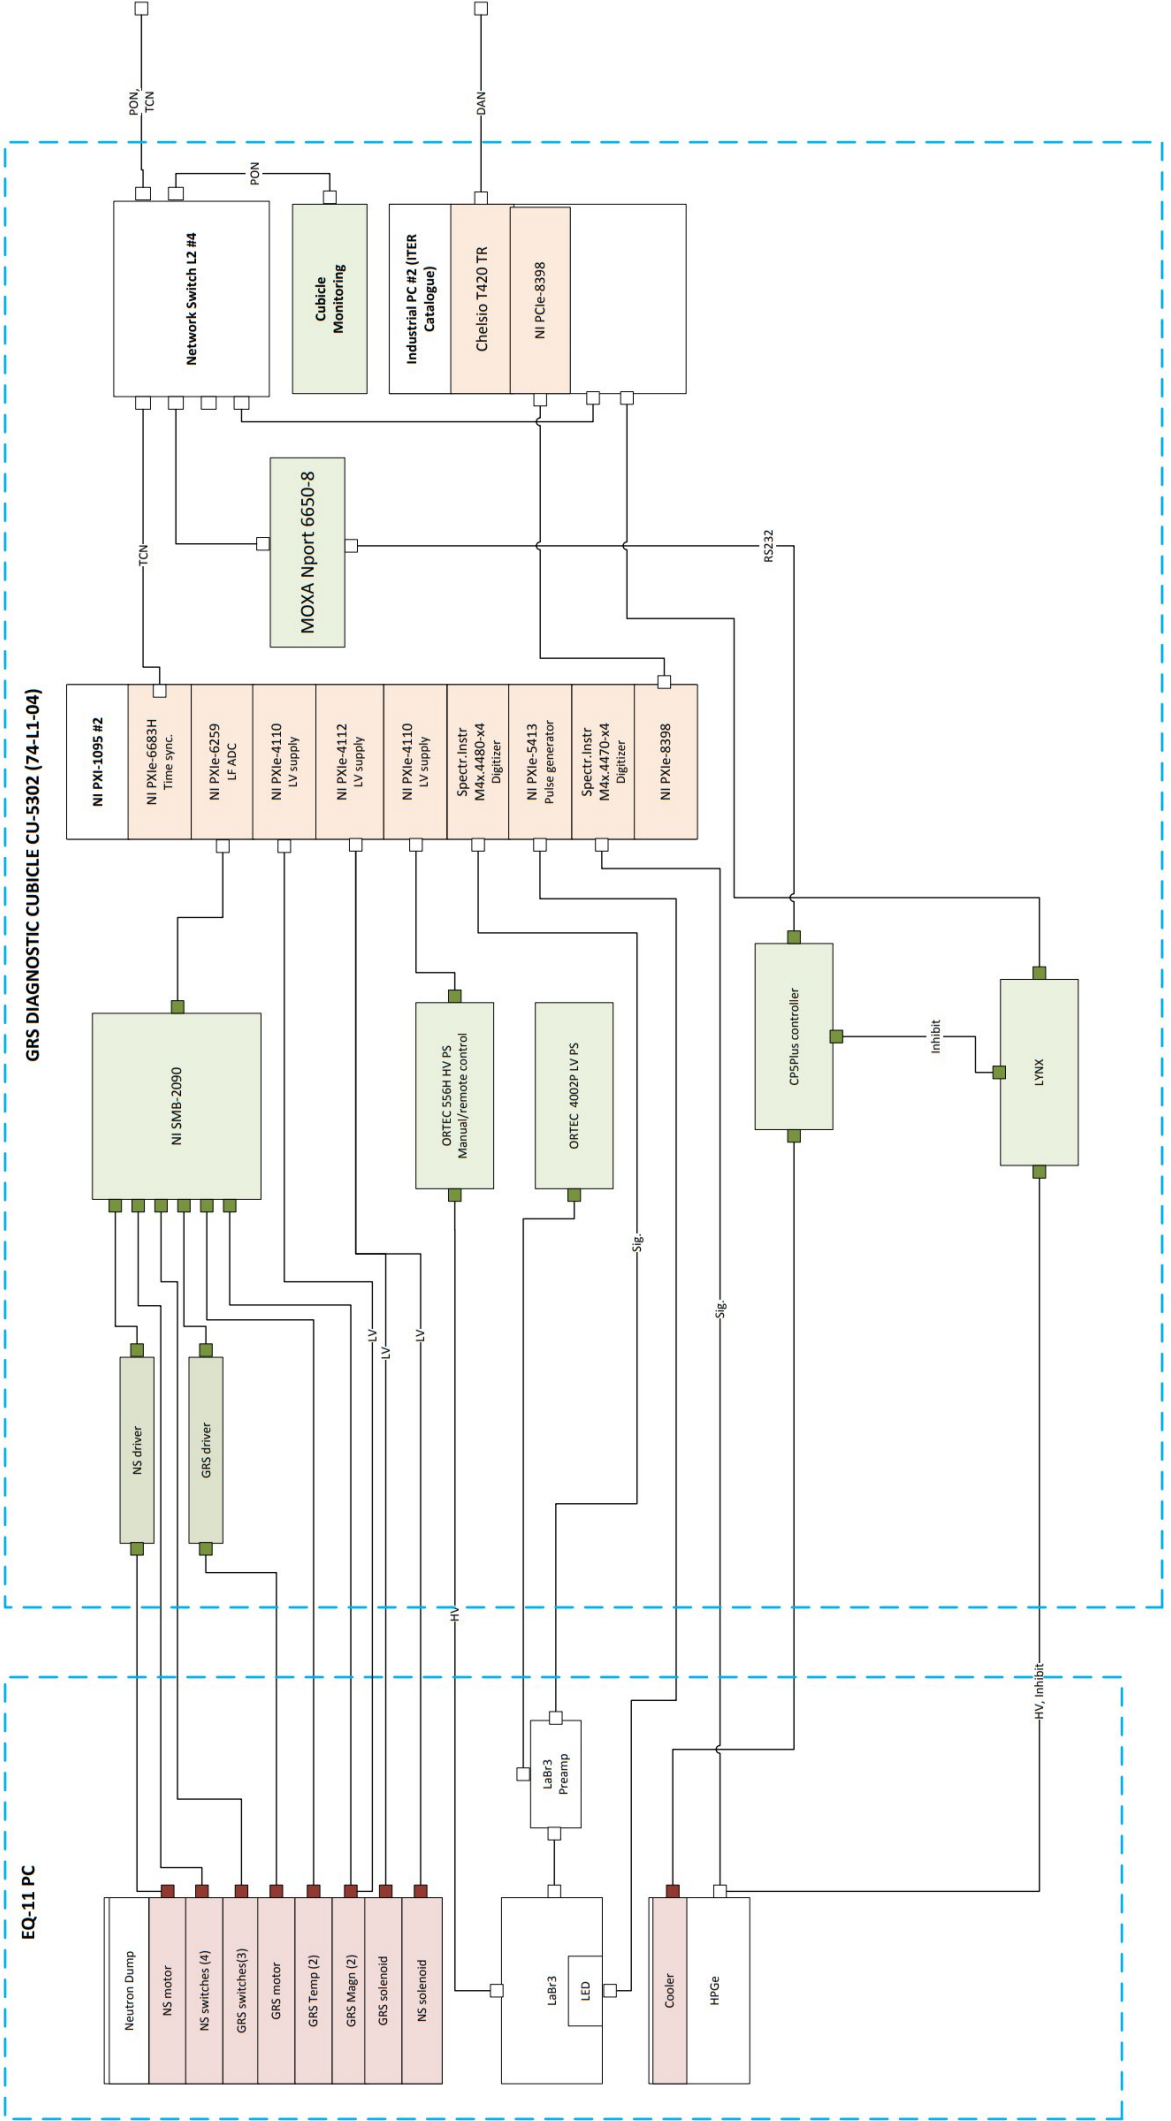 GRS DIAGNOSTIC CUBICLE CU-5302 (74-L1-04)
EQ-11 PC
PON,
TCN
DAN
PON
Network Switch L2 #4
Cubicle
Monitoring
Industrial PC #2 (ITER
Catalogue)
Chelsio T420 TR
NI PCIe-8398
TCN
MOXA Nport 6650-8
RS232
NI PXI-1095 #2
NI PXIe-6683H
Time sync.
NI PXIe-6259
LF ADC
NI PXIe-4110
LV supply
NI PXIe-4112
LV supply
NI PXIe-4110
LV supply
Spectr.Instr
M4x.4480-x4
Digitizer
NI PXIe-5413
Pulse generator
Spectr.Instr
M4x.4470-x4
Digitizer
NI PXIe-8398
NI SMB-2090
ORTEC 556H HV PS
Manual/remote control
ORTEC 4002P LV PS
CP5Plus controller
Inhibit
LYNX
NS driver
GRS driver
LV
LV
LV
Sig.
Sig.
HV
HV, Inhibit
Neutron Dump
NS motor
NS switches (4)
GRS switches(3)
GRS motor
GRS Temp (2)
GRS Magn (2)
GRS solenoid
NS solenoid
LaBr3
Preamp
LaBr3
LED
Cooler
HPGe